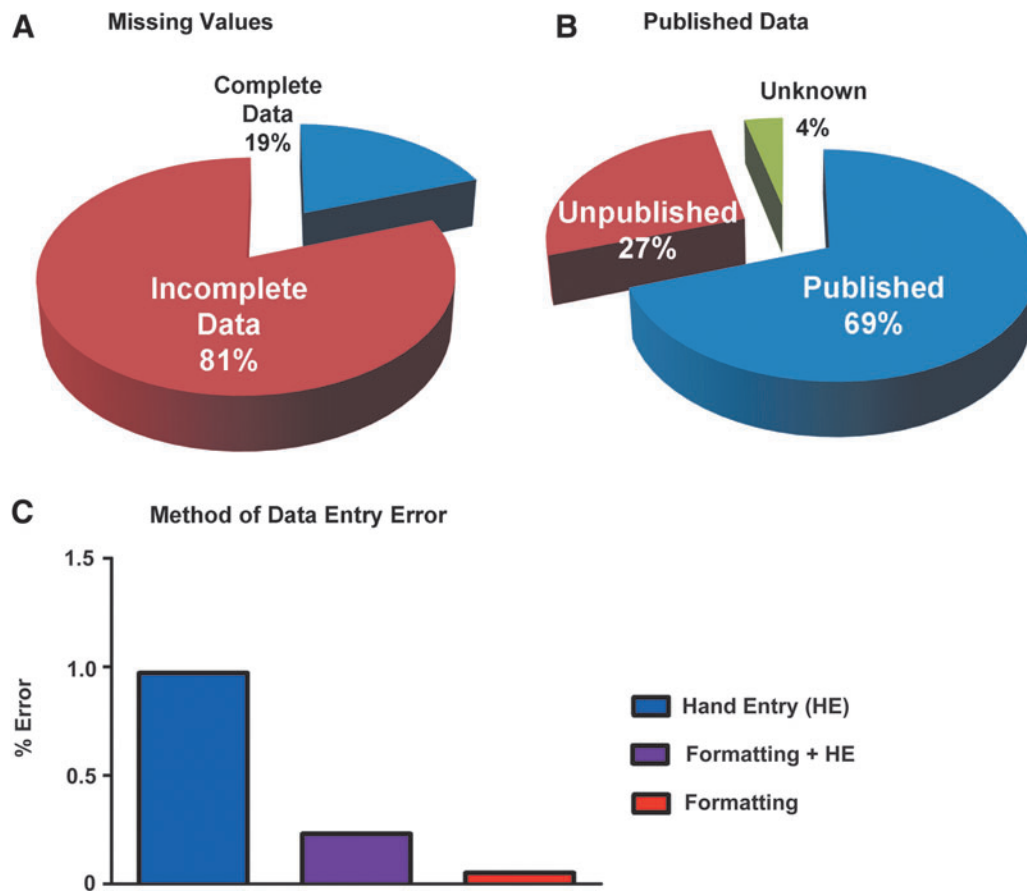 A Missing Values
Complete
Data
19%
Incomplete
Data
81%
B Published Data
Unknown
4%
Unpublished
27%
Published
69%
C Method of Data Entry Error
% Error
1.5
1.0
0.5
0
Hand Entry (HE)
Formatting + HE
Formatting